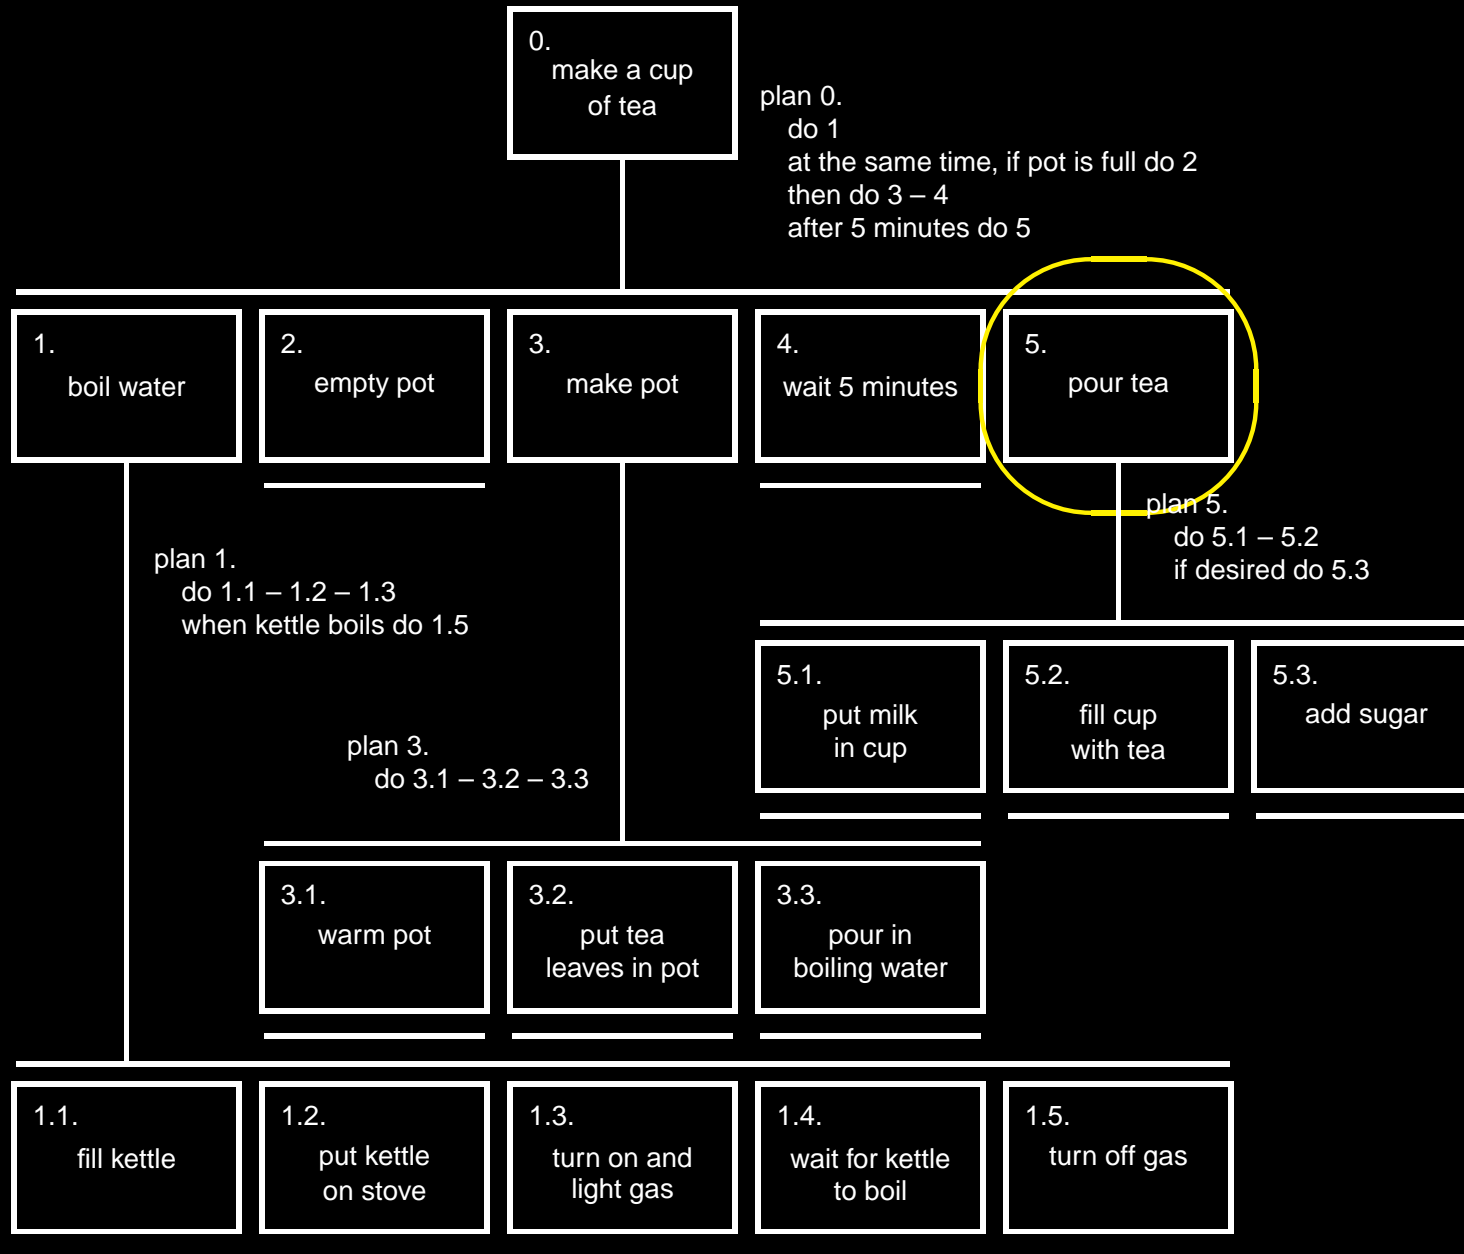 0.
make a cup
of tea
plan 0.
do 1
at the same time, if pot is full do 2
then do 3 – 4
after 5 minutes do 5
1.
boil water
2.
empty pot
3.
make pot
4.
wait 5 minutes
5.
pour tea
plan 5.
do 5.1 – 5.2
if desired do 5.3
plan 1.
do 1.1 – 1.2 – 1.3
when kettle boils do 1.5
5.1.
put milk
in cup
5.2.
fill cup
with tea
5.3.
add sugar
plan 3.
do 3.1 – 3.2 – 3.3
3.1.
warm pot
3.2.
put tea
leaves in pot
3.3.
pour in
boiling water
1.1.
fill kettle
1.2.
put kettle
on stove
1.3.
turn on and
light gas
1.4.
wait for kettle
to boil
1.5.
turn off gas